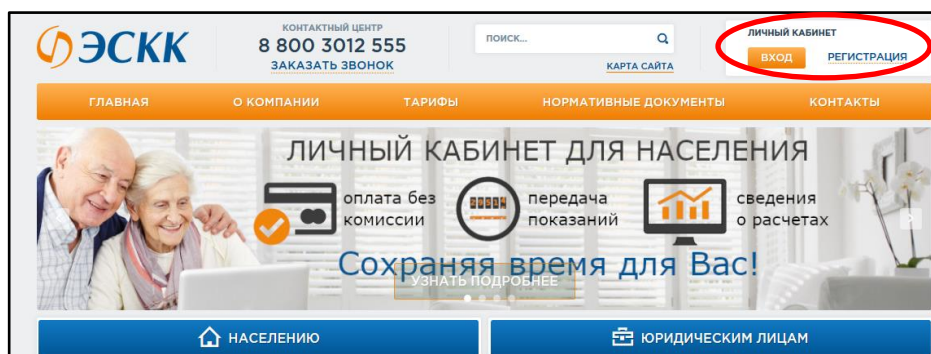 ЭСКК
КОНТАКТНЫЙ ЦЕНТР
8 800 3012 555
ЗАКАЗАТЬ ЗВОНОК
ПОИСК...
КАРТА САЙТА
ЛИЧНЫЙ КАБИНЕТ
ВХОД РЕГИСТРАЦИЯ
ГЛАВНАЯ О КОМПАНИИ ТАРИФЫ НОРМАТИВНЫЕ ДОКУМЕНТЫ КОНТАКТЫ
ЛИЧНЫЙ КАБИНЕТ ДЛЯ НАСЕЛЕНИЯ
оплата без
комиссии
передача
показаний
сведения
о расчетах
Сохраняя время для Вас!
УЗНАТЬ ПОДРОБНЕЕ
НАСЕЛЕНИЮ
ЮРИДИЧЕСКИМ ЛИЦАМ